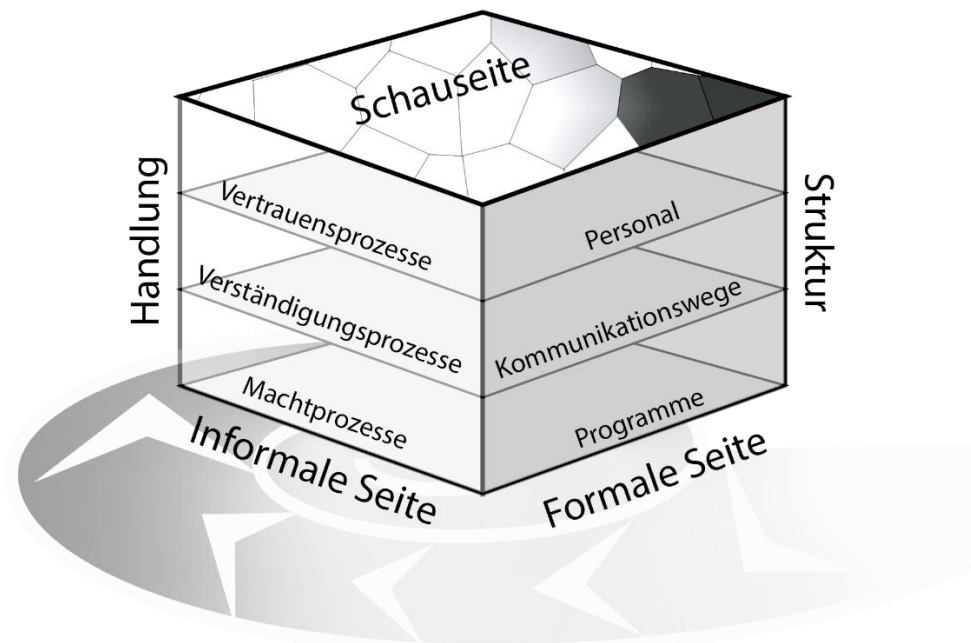 Schauseite
Handlung
Vertrauensprozesse
Verständigungsprozesse
Machtprozesse
Informale Seite
Personal
Kommunikationswege
Programme
Formale Seite
Struktur